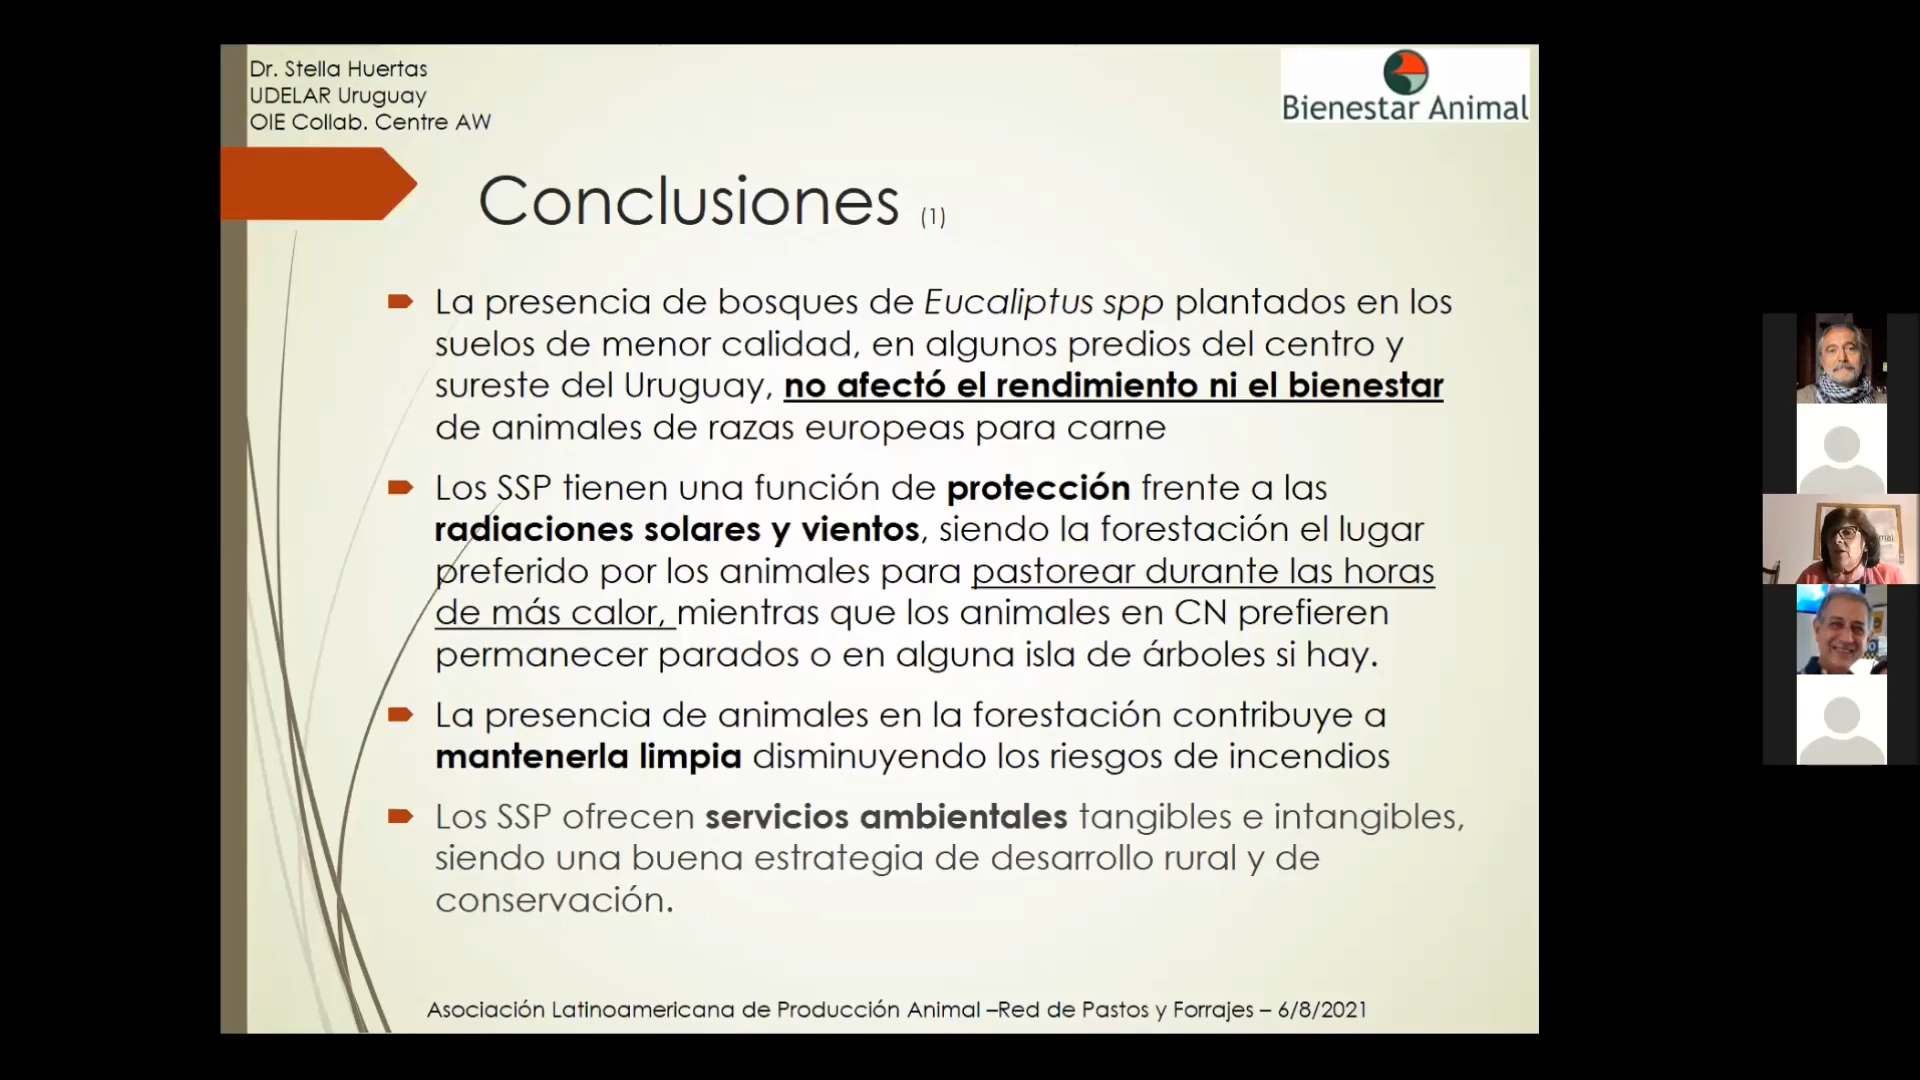 Dr. Stella Huertas
UDELAR Uruguay
OIE Collab. Centre AW
Bienestar Animal
Conclusiones (1)
La presencia de bosques de Eucaliptus spp plantados en los
suelos de menor calidad, en algunos predios del centro y
sureste del Uruguay, no afectó el rendimiento ni el bienestar
de animales de razas europeas para carne
Los SSP tienen una función de protección frente a las
radiaciones solares y vientos, siendo la forestación el lugar
preferido por los animales para pastorear durante las horas
de más calor, mientras que los animales en CN prefieren
permanecer parados o en alguna isla de árboles si hay.
La presencia de animales en la forestación contribuye a
mantenerla limpia disminuyendo los riesgos de incendios
Los SSP ofrecen servicios ambientales tangibles e intangibles,
siendo una buena estrategia de desarrollo rural y de
conservación.
Asociación Latinoamericana de Producción Animal –Red de Pastos y Forrajes – 6/8/2021